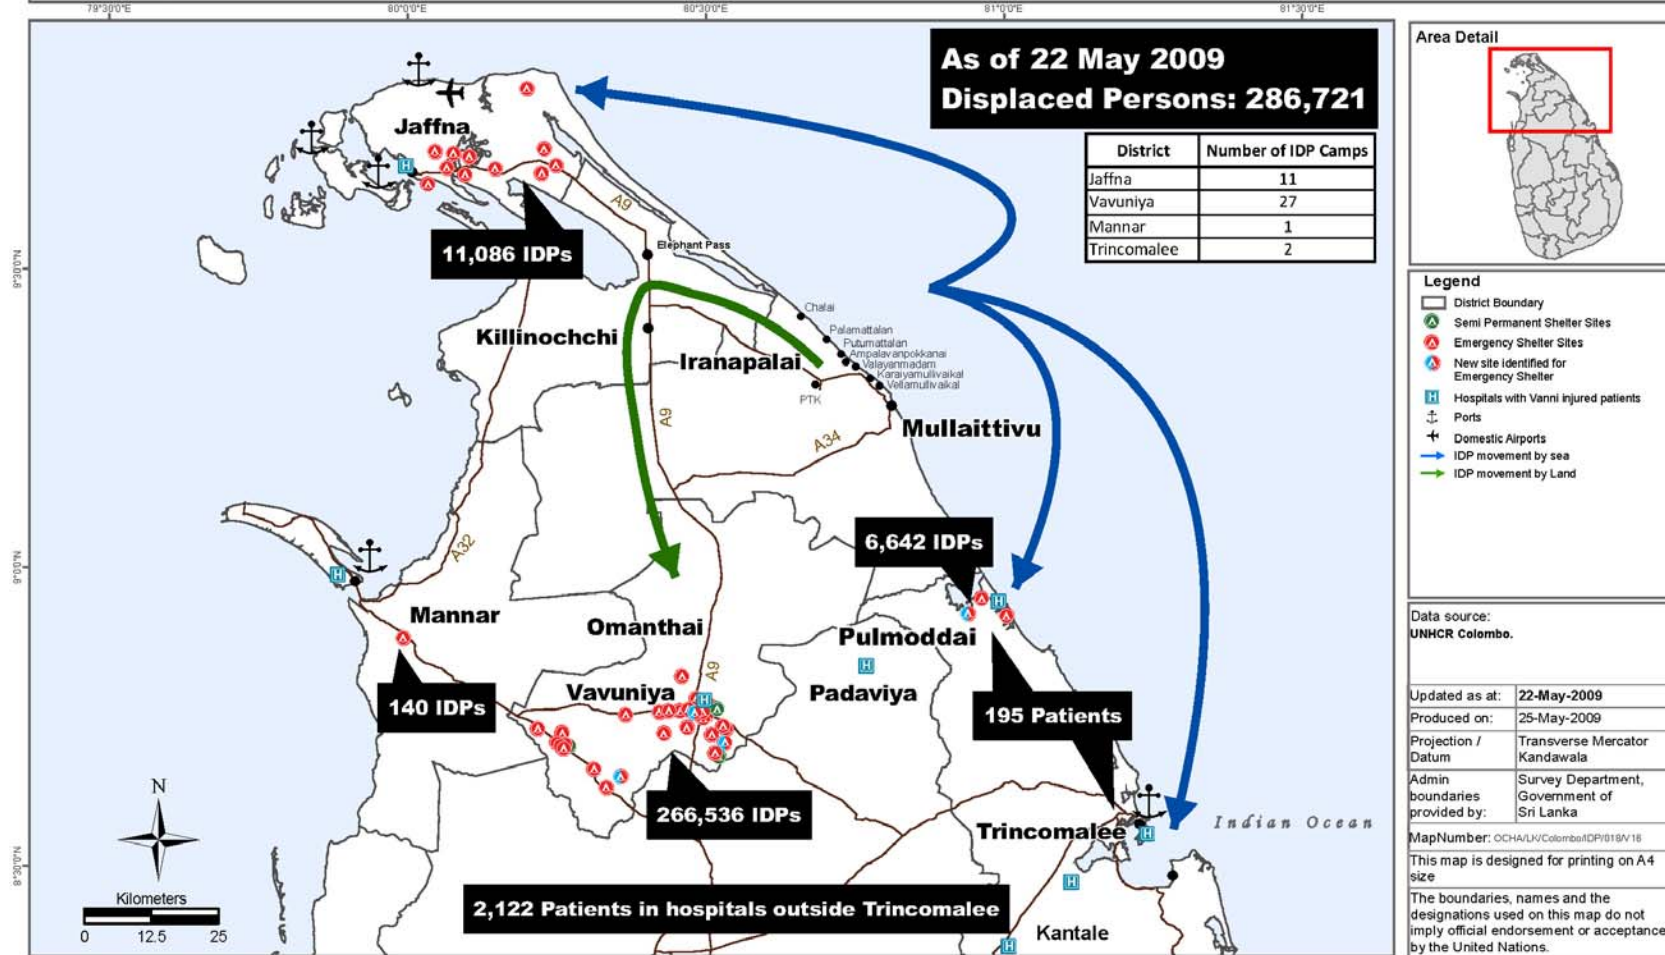 79°30'0"E
80°0'0"E
80°30'0"E
81°0'0"E
81°30'0"E
As of 22 May 2009
Displaced Persons: 286,721
District Number of IDP Camps
Jaffna 11
Vavuniya 27
Mannar 1
Trincomalee 2
Jaffna
H
A9
11,086 IDPs
Elephant Pass
9°30'0"N
Killinochchi
Iranapalai
Chalai
Palamattalan
Putumattalan
Ampalavanpokkanai
Valayanmadam
Karaiyamullivaikal
Vellamullivaikal
PTK
A9
A34
Mullaittivu
A32
6,642 IDPs
9°0'0"N
H
H
Mannar
Omanthai
Pulmoddai
H
140 IDPs
Vavuniya
A9
H
Padaviya
195 Patients
266,536 IDPs
Trincomalee
H
Indian Ocean
8°30'0"N
N
Kilometers
0 12.5 25
2,122 Patients in hospitals outside Trincomalee
H
Kantale
H
Area Detail
Legend
District Boundary
Semi Permanent Shelter Sites
Emergency Shelter Sites
New site identified for
Emergency Shelter
H Hospitals with Vanni injured patients
Ports
Domestic Airports
IDP movement by sea
IDP movement by Land
Data source:
UNHCR Colombo.
Updated as at: 22-May-2009
Produced on: 25-May-2009
Projection / Transverse Mercator
Datum Kandawala
Admin Survey Department,
boundaries Government of
provided by: Sri Lanka
MapNumber: OCHA/LK/Colombo/IDP/018/V16
This map is designed for printing on A4
size
The boundaries, names and the
designations used on this map do not
imply official endorsement or acceptance
by the United Nations.